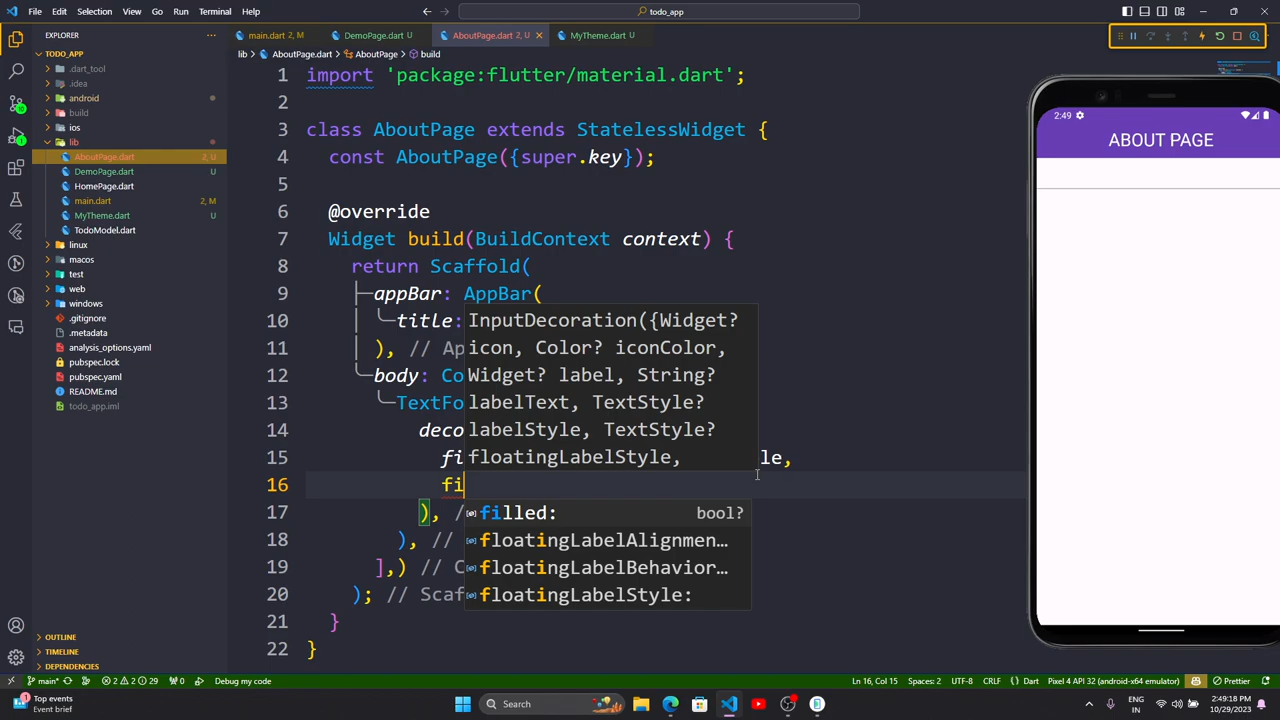 File Edit Selection View Go Run Terminal Help
todo_app
EXPLORER
TODO_APP
.dart_tool
.idea
android
build
ios
lib
AboutPage.dart 2, U
DemoPage.dart U
HomePage.dart
main.dart 2, M
MyTheme.dart U
TodoModel.dart
linux
macos
test
web
windows
.gitignore
.metadata
analysis_options.yaml
pubspec.lock
pubspec.yaml
README.md
todo_app.iml
OUTLINE
TIMELINE
DEPENDENCIES
main.dart 2, M
DemoPage.dart U
AboutPage.dart 2, U
MyTheme.dart U
lib > AboutPage.dart > AboutPage > build
1 import 'package:flutter/material.dart';
2
3 class AboutPage extends StatelessWidget {
4 const AboutPage({super.key});
5
6 @override
7 Widget build(BuildContext context) {
8 return Scaffold(
9 appBar: AppBar(
10 title:
11 ), // Ap
12 body: Co
13 TextFo
14 deco
15 fi le,
16 fi
17 ), /
18 ), //
19 ],) // C
20 ); // Scaf
21 }
22 }
InputDecoration({Widget?
icon, Color? iconColor,
Widget? label, String?
labelText, TextStyle?
labelStyle, TextStyle?
floatingLabelStyle,
filled: bool?
floatingLabelAlignmen…
floatingLabelBehavior…
floatingLabelStyle:
2:49
ABOUT PAGE
main* 2 2 29 0 Debug my code
Ln 16, Col 15 Spaces: 2 UTF-8 CRLF {} Dart Pixel 4 API 32 (android-x64 emulator) Prettier
Top events
Event brief
Search
ENG
IN
2:49:18 PM
10/29/2023